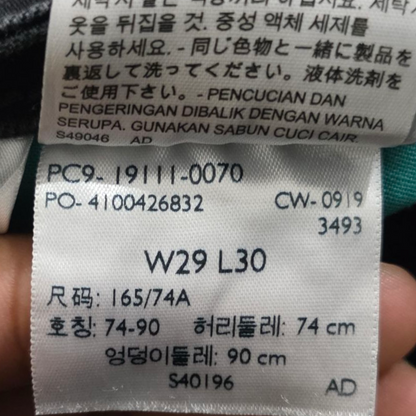 옷을 뒤집을 것. 중성 액체 세제를
사용하세요. - 同じ色物と一緒に製品を
裏返して洗ってください。液体洗剤をご
使用下さい。 - PENCUCIAN DAN
PENGERINGAN DIBALIK DENGAN WARNA
SERUPA. GUNAKAN SABUN CUCI CAIR.
S49046 AD
PC9- 19111-0070
PO- 4100426832 CW- 0919
3493
W29 L30
尺码: 165/74A
호칭: 74-90 허리둘레: 74 cm
엉덩이둘레: 90 cm
S40196 AD